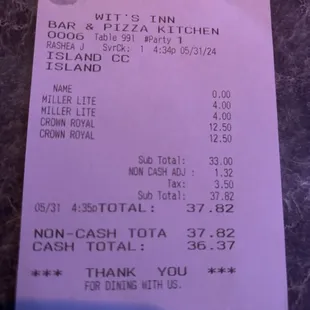 WIT'S INN
BAR & PIZZA KITCHEN
0006 Table 991 #Party 1
RASHEA J SvrCk: 1 4:34p 05/31/24
ISLAND CC
ISLAND
NAME 0.00
MILLER LITE 4.00
MILLER LITE 4.00
CROWN ROYAL 12.50
CROWN ROYAL 12.50
Sub Total: 33.00
NON CASH ADJ : 1.32
Tax: 3.50
Sub Total: 37.82
05/31 4:35p TOTAL: 37.82
NON-CASH TOTA 37.82
CASH TOTAL: 36.37
*** THANK YOU ***
FOR DINING WITH US.